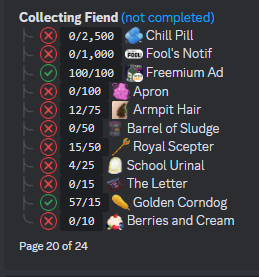 Collecting Fiend (not completed)
0/2,500 Chill Pill
0/1,000 FOOL Fool's Notif
100/100 Freemium Ad
0/100 Apron
12/75 Armpit Hair
0/50 Barrel of Sludge
15/50 Royal Scepter
4/25 School Urinal
0/15 The Letter
57/15 Golden Corndog
0/10 Berries and Cream
Page 20 of 24